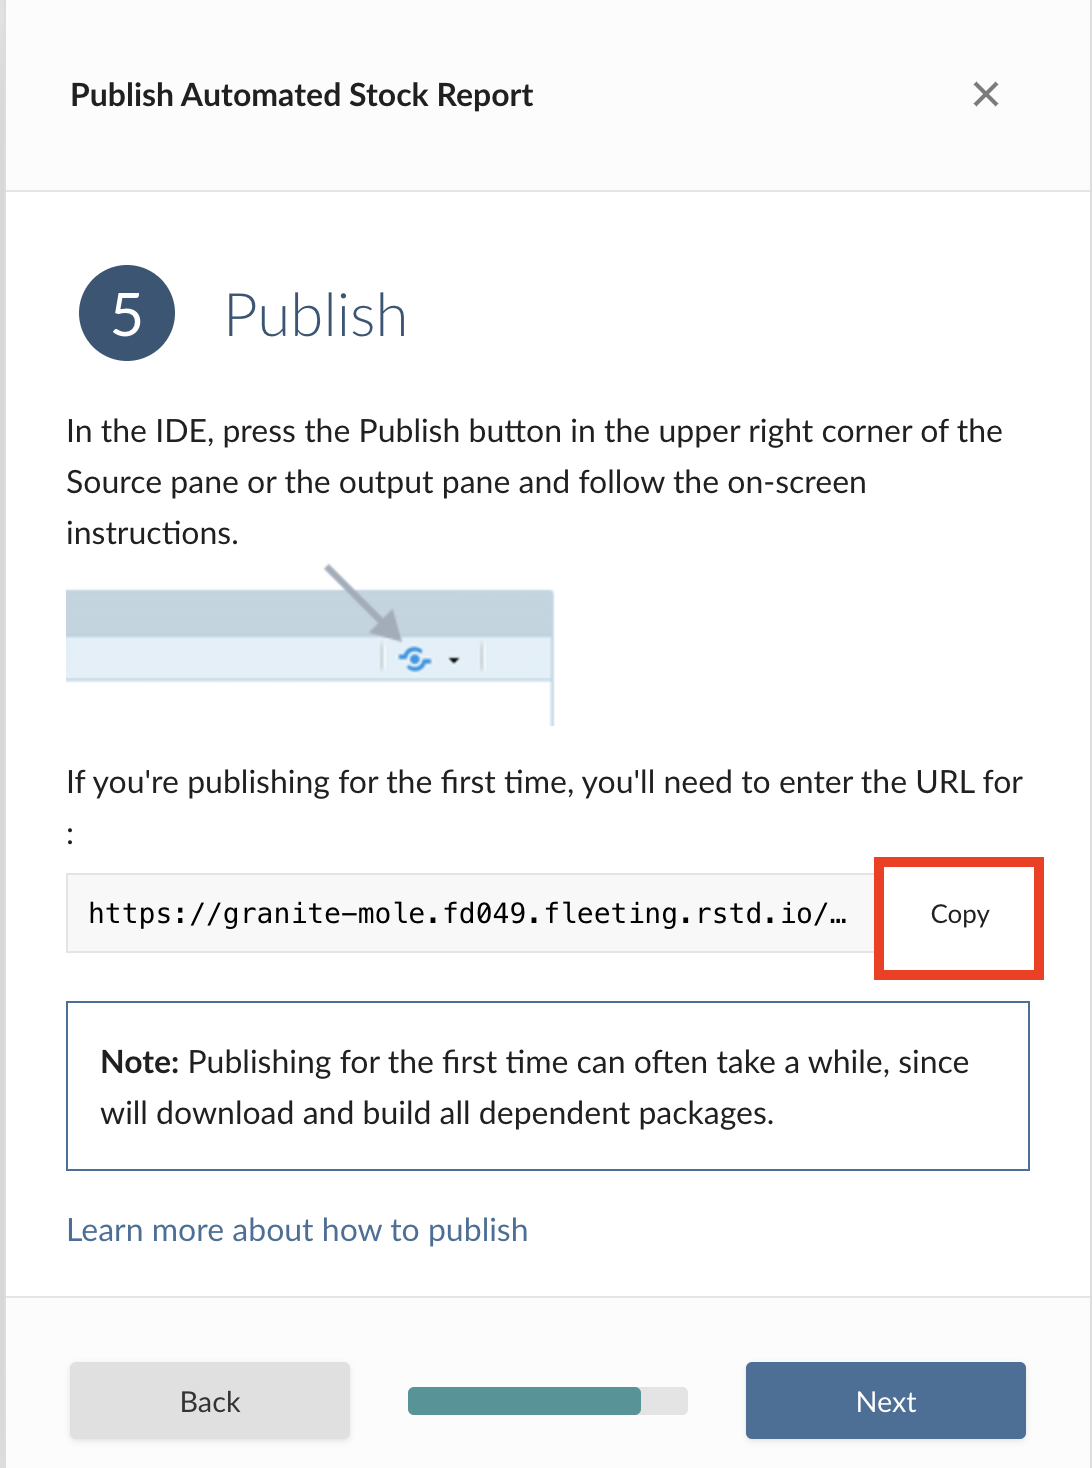 Publish Automated Stock Report
5 Publish
In the IDE, press the Publish button in the upper right corner of the
Source pane or the output pane and follow the on-screen
instructions.
If you're publishing for the first time, you'll need to enter the URL for
:
https://granite-mole.fd049.fleeting.rstd.io/… Copy
Note: Publishing for the first time can often take a while, since
will download and build all dependent packages.
Learn more about how to publish
Back Next